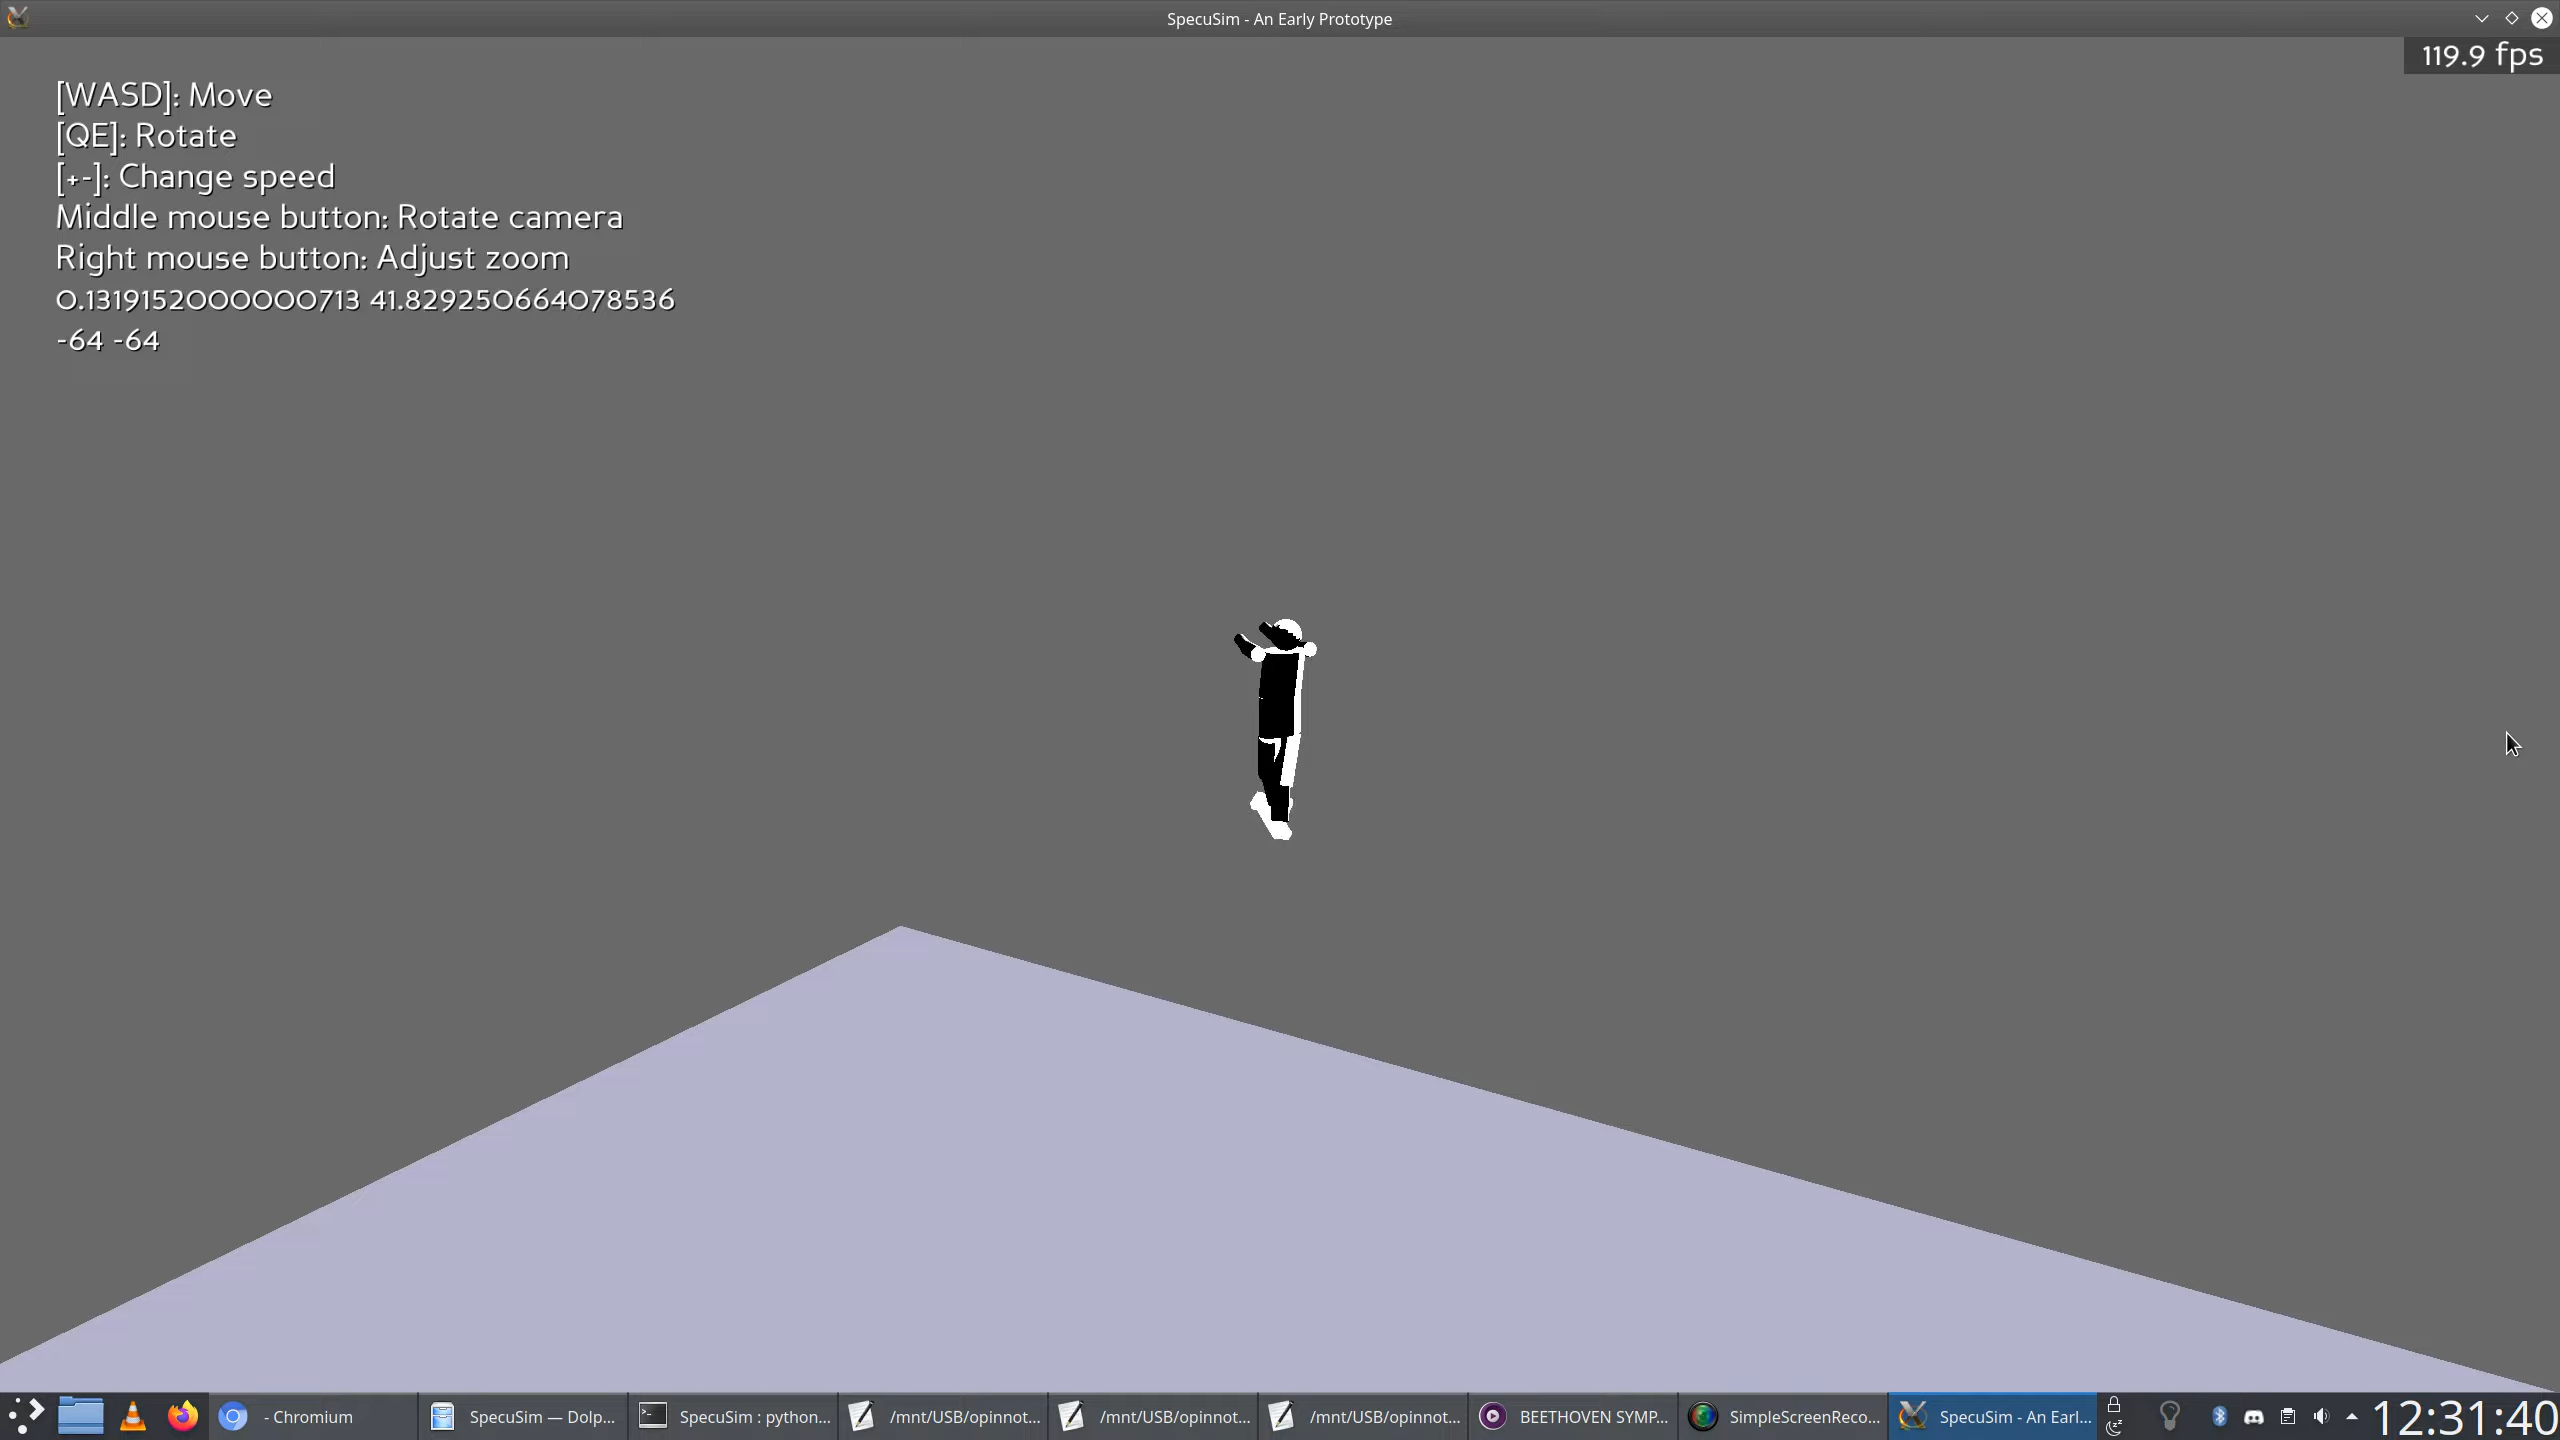 SpecuSim - An Early Prototype
119.9 fps
[WASD]: Move
[QE]: Rotate
[+-]: Change speed
Middle mouse button: Rotate camera
Right mouse button: Adjust zoom
0.1319152000000713 41.829250664078536
-64 -64
- Chromium
SpecuSim — Dolp...
SpecuSim : python...
/mnt/USB/opinnot...
/mnt/USB/opinnot...
/mnt/USB/opinnot...
BEETHOVEN SYMP...
SimpleScreenReco...
SpecuSim - An Earl...
12:31:40